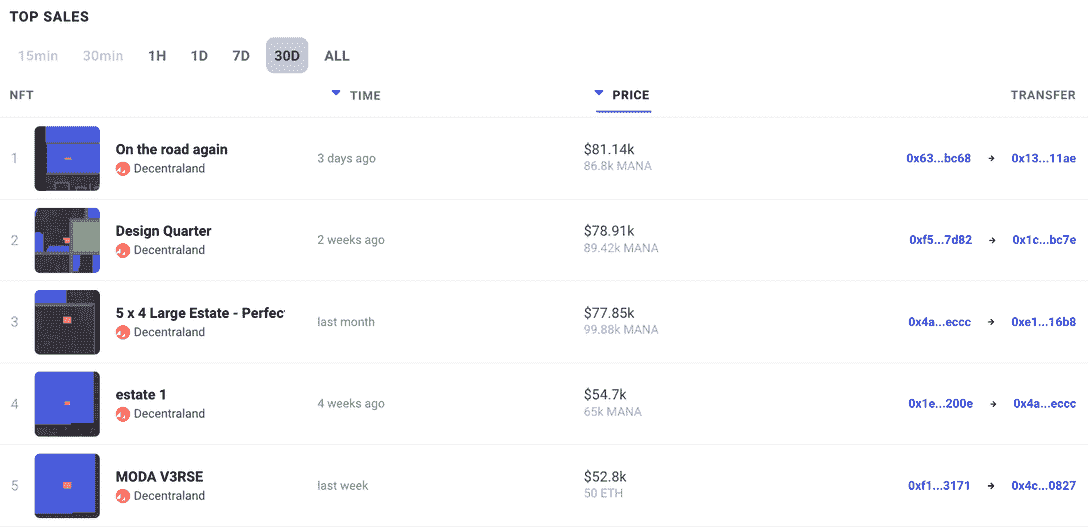 TOP SALES
15min 30min 1H 1D 7D 30D ALL
NFT TIME PRICE TRANSFER
1 On the road again 3 days ago $81.14k 0x63...bc68 → 0x13...11ae
Decentraland 86.8k MANA
2 Design Quarter 2 weeks ago $78.91k 0xf5...7d82 → 0x1c...bc7e
Decentraland 89.42k MANA
3 5 x 4 Large Estate - Perfec last month $77.85k 0x4a...eccc → 0xe1...16b8
Decentraland 99.88k MANA
4 estate 1 4 weeks ago $54.7k 0x1e...200e → 0x4a...eccc
Decentraland 65k MANA
5 MODA V3RSE last week $52.8k 0xf1...3171 → 0x4c...0827
Decentraland 50 ETH